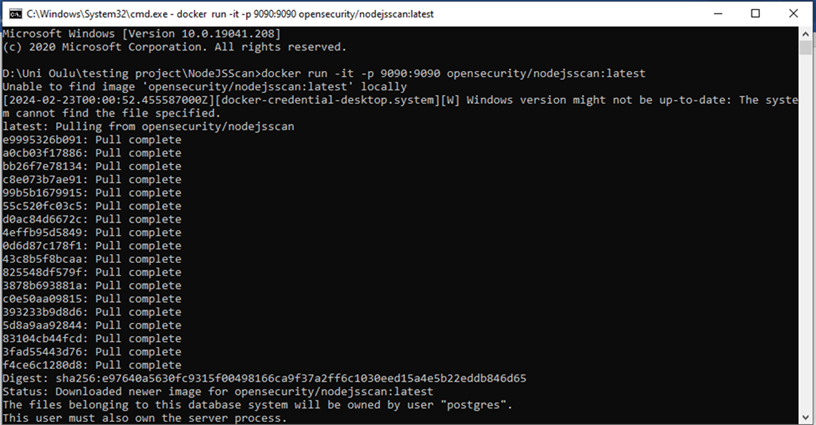 C:\Windows\System32\cmd.exe - docker run -it -p 9090:9090 opensecurity/nodejsscan:latest
Microsoft Windows [Version 10.0.19041.208]
(c) 2020 Microsoft Corporation. All rights reserved.
D:\Uni Oulu\testing project\NodeJSScan>docker run -it -p 9090:9090 opensecurity/nodejsscan:latest
Unable to find image 'opensecurity/nodejsscan:latest' locally
[2024-02-23T00:00:52.455587000Z][docker-credential-desktop.system][W] Windows version might not be up-to-date: The syste
m cannot find the file specified.
latest: Pulling from opensecurity/nodejsscan
e9995326b091: Pull complete
a0cb03f17886: Pull complete
bb26f7e78134: Pull complete
c8e073b7ae91: Pull complete
99b5b1679915: Pull complete
55c520fc03c5: Pull complete
d0ac84d6672c: Pull complete
4effb95d5849: Pull complete
0d6d87c178f1: Pull complete
43c8b5f8bcaa: Pull complete
825548df579f: Pull complete
3878b693881a: Pull complete
c0e50aa09815: Pull complete
393233b9d8d6: Pull complete
5d8a9aa92844: Pull complete
83104cb44fcd: Pull complete
3fad55443d76: Pull complete
f4ce6c1280d8: Pull complete
Digest: sha256:e97640a5630fc9315f00498166ca9f37a2ff6c1030eed15a4e5b22eddb846d65
Status: Downloaded newer image for opensecurity/nodejsscan:latest
The files belonging to this database system will be owned by user "postgres".
This user must also own the server process.